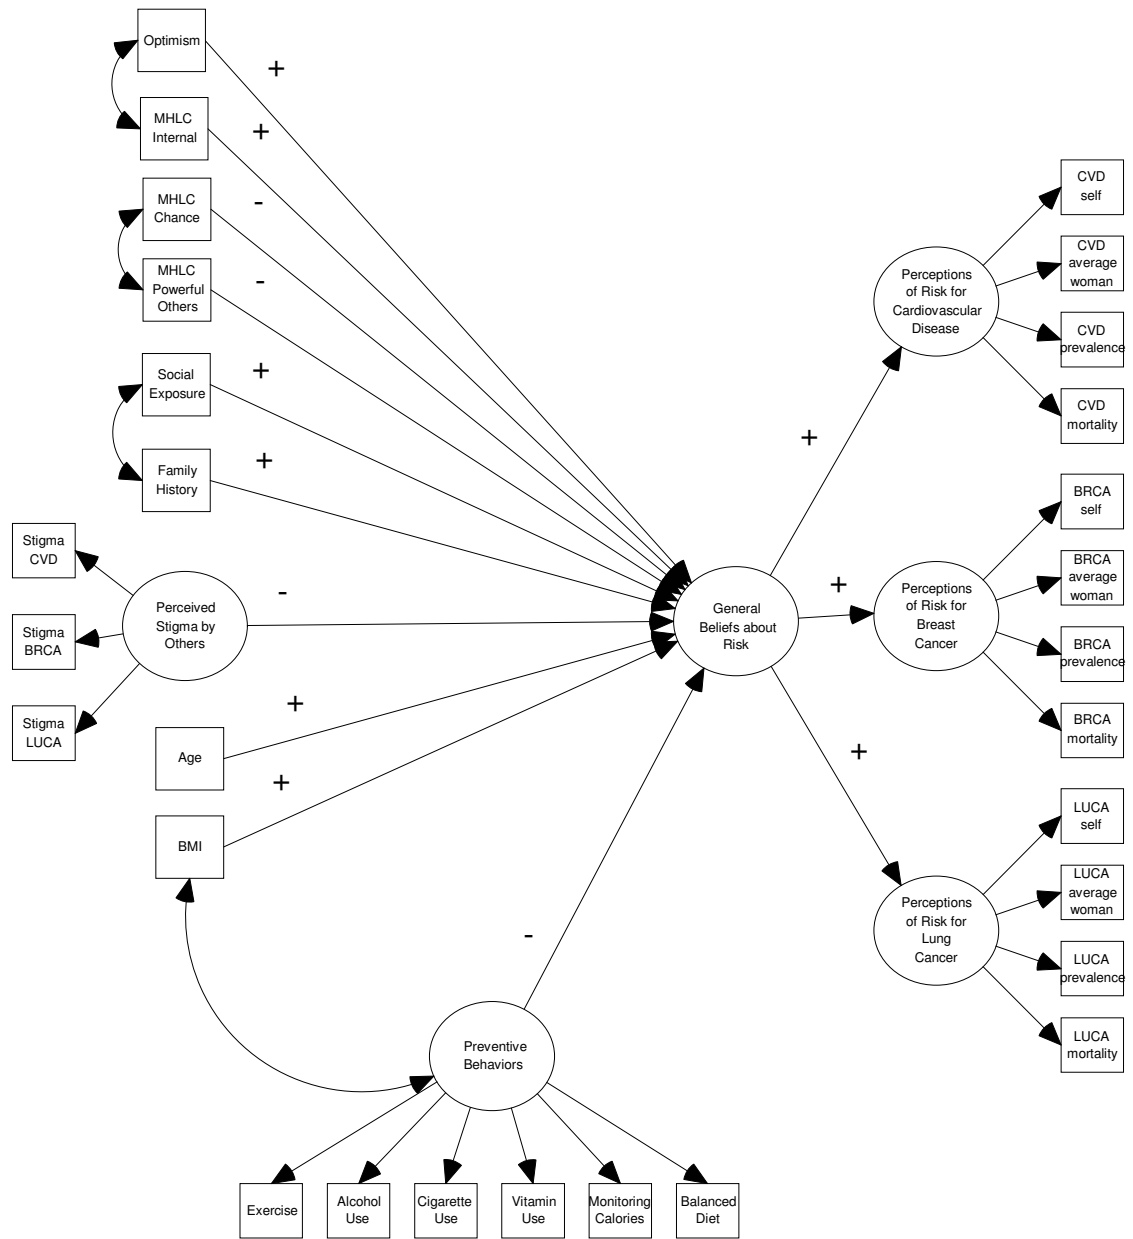 Optimism
+
MHLC
Internal
+
MHLC
Chance
-
MHLC
Powerful
Others
-
Social
Exposure
+
Family
History
+
Stigma
CVD
Stigma
BRCA
Stigma
LUCA
Perceived
Stigma by
Others
-
Age
+
BMI
+
General
Beliefs about
Risk
+
+
+
Perceptions
of Risk for
Cardiovascular
Disease
CVD
self
CVD
average
woman
CVD
prevalence
CVD
mortality
Perceptions
of Risk for
Breast
Cancer
BRCA
self
BRCA
average
woman
BRCA
prevalence
BRCA
mortality
Perceptions
of Risk for
Lung
Cancer
LUCA
self
LUCA
average
woman
LUCA
prevalence
LUCA
mortality
-
Preventive
Behaviors
Exercise
Alcohol
Use
Cigarette
Use
Vitamin
Use
Monitoring
Calories
Balanced
Diet